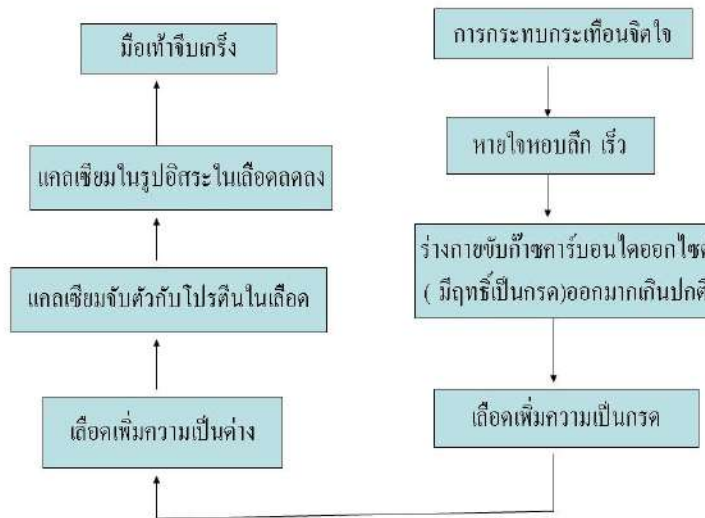 การกระทบกระเทือนจิตใจ
หายใจหอบลึก เร็ว
ร่างกายขับก๊าซคาร์บอนไดออกไซด
( มีฤทธิ์เป็นกรด)ออกมากเกินปกติ
เลือดเพิ่มความเป็นกรด
เลือดเพิ่มความเป็นด่าง
แคลเซียมจับตัวกับโปรตีนในเลือด
แคลเซียมในรูปอิสระในเลือดลดลง
มือเท้าจีบเกร็ง